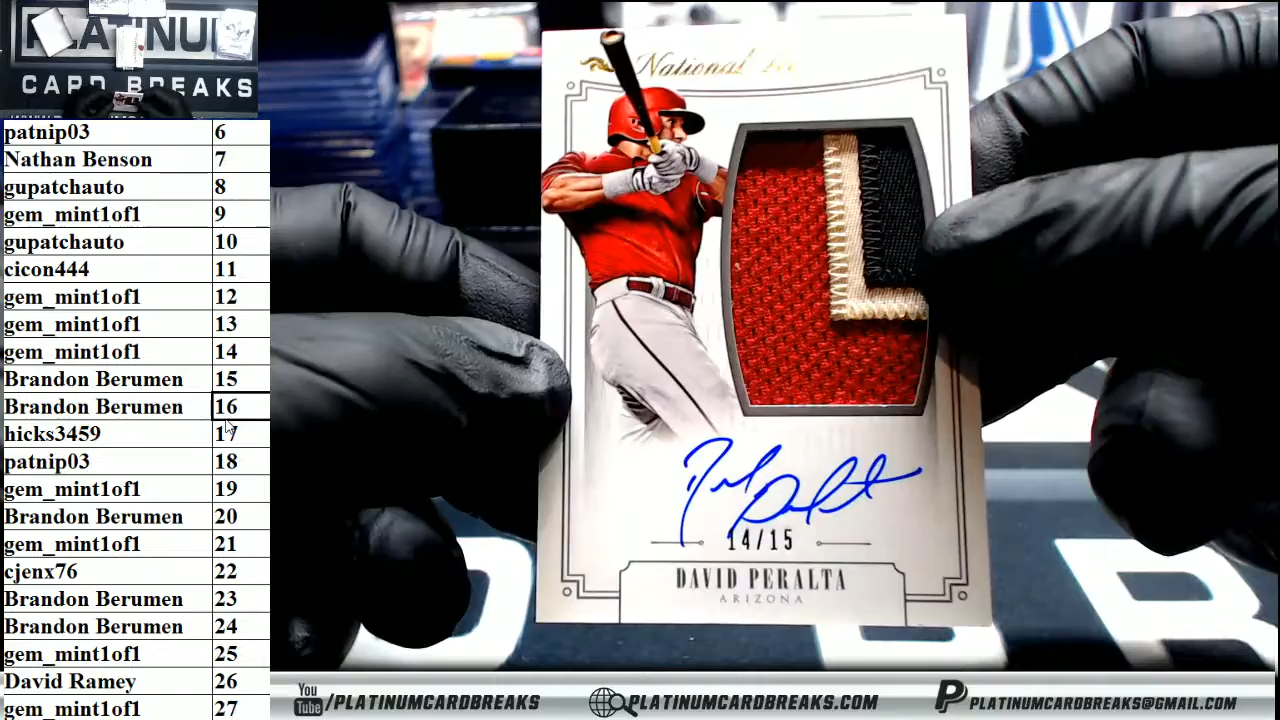 PLATINUM
CARD BREAKS
patnip03 6
Nathan Benson 7
gupatchauto 8
gem_mint1of1 9
gupatchauto 10
cicon444 11
gem_mint1of1 12
gem_mint1of1 13
gem_mint1of1 14
Brandon Berumen 15
Brandon Berumen 16
hicks3459 17
patnip03 18
gem_mint1of1 19
Brandon Berumen 20
gem_mint1of1 21
cjenx76 22
Brandon Berumen 23
Brandon Berumen 24
gem_mint1of1 25
David Ramey 26
gem_mint1of1 27
National
14/15
DAVID PERALTA
ARIZONA
You Tube /PLATINUMCARDBREAKS PLATINUMCARDBREAKS.COM PLATINUMCARDBREAKS@GMAIL.COM